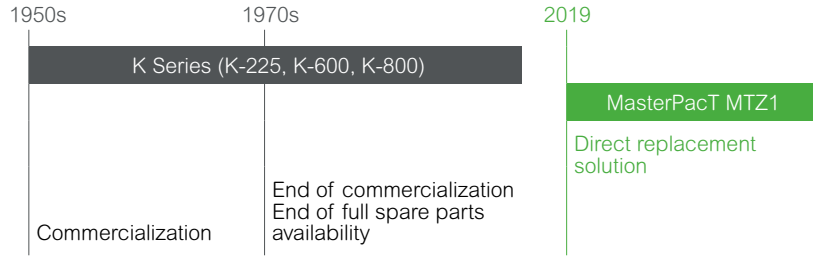 1950s
1970s
2019
K Series (K-225, K-600, K-800)
MasterPacT MTZ1
Direct replacement
solution
End of commercialization
End of full spare parts
availability
Commercialization